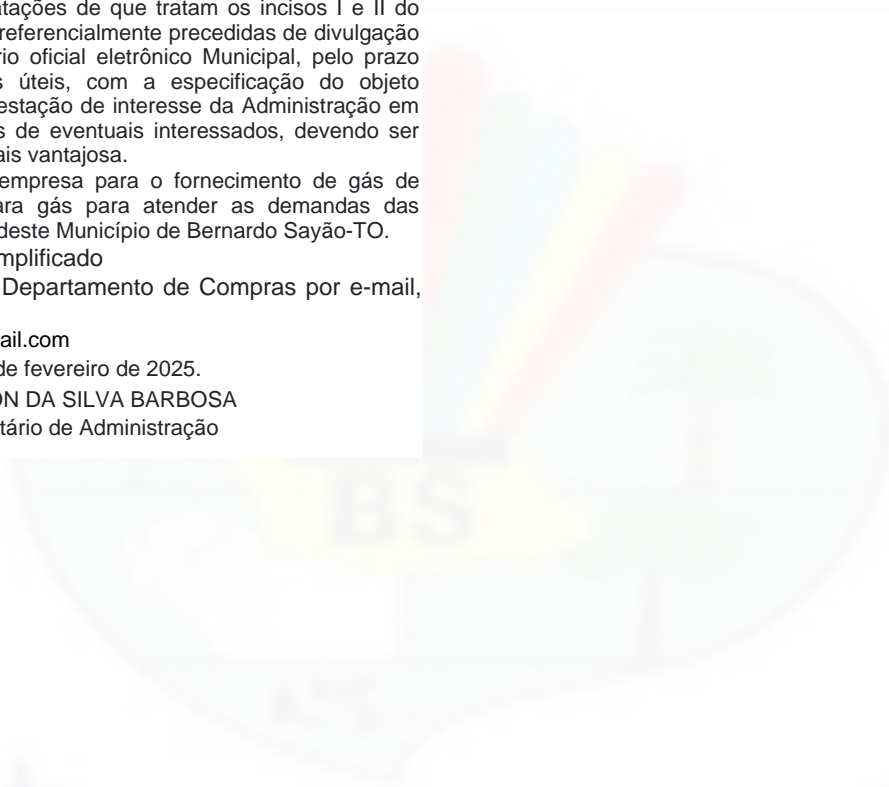 tações de que tratam os incisos I e II do
referencialmente precedidas de divulgação
rio oficial eletrônico Municipal, pelo prazo
s úteis, com a especificação do objeto
estação de interesse da Administração em
s de eventuais interessados, devendo ser
ais vantajosa.
empresa para o fornecimento de gás de
ara gás para atender as demandas das
deste Município de Bernardo Sayão-TO.
mplificado
Departamento de Compras por e-mail,
ail.com
de fevereiro de 2025.
ON DA SILVA BARBOSA
tário de Administração
BS